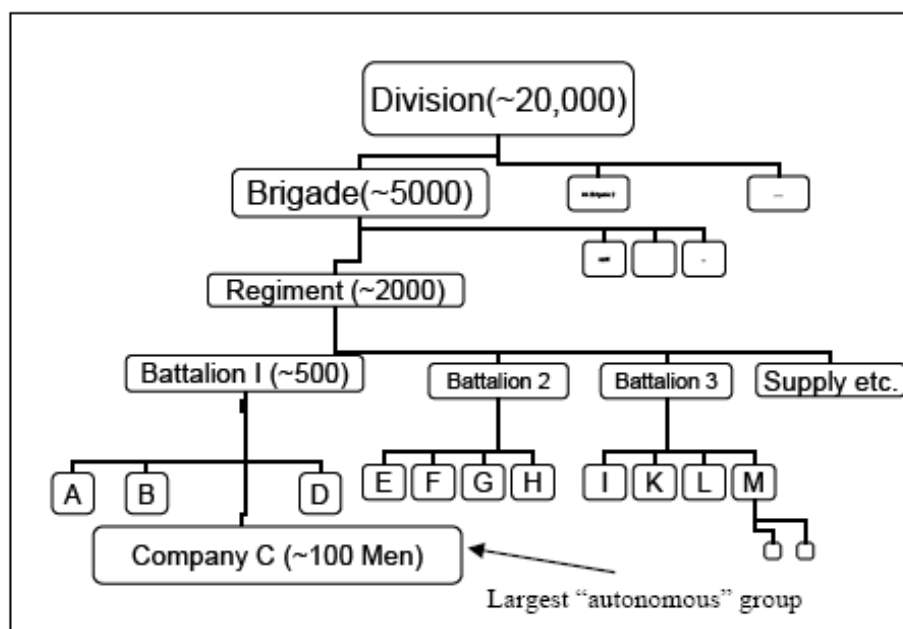 Division(~20,000)
Brigade(~5000)
Regiment (~2000)
Battalion I (~500)
Battalion 2
Battalion 3
Supply etc.
A
B
D
E
F
G
H
I
K
L
M
Company C (~100 Men)
Largest “autonomous” group